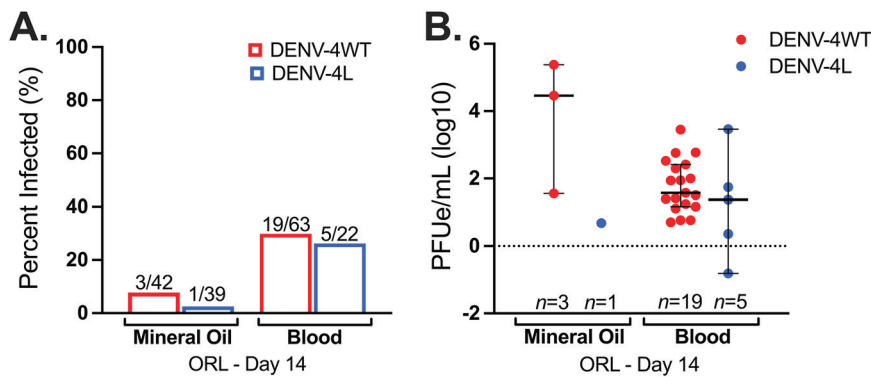 A.
Percent Infected (%)
100
80
60
40
20
0
DENV-4WT
DENV-4L
3/42
1/39
19/63
5/22
Mineral Oil
Blood
ORL - Day 14
B.
PFUe/mL (log10)
6
4
2
0
-2
DENV-4WT
DENV-4L
n=3
n=1
n=19
n=5
Mineral Oil
Blood
ORL - Day 14